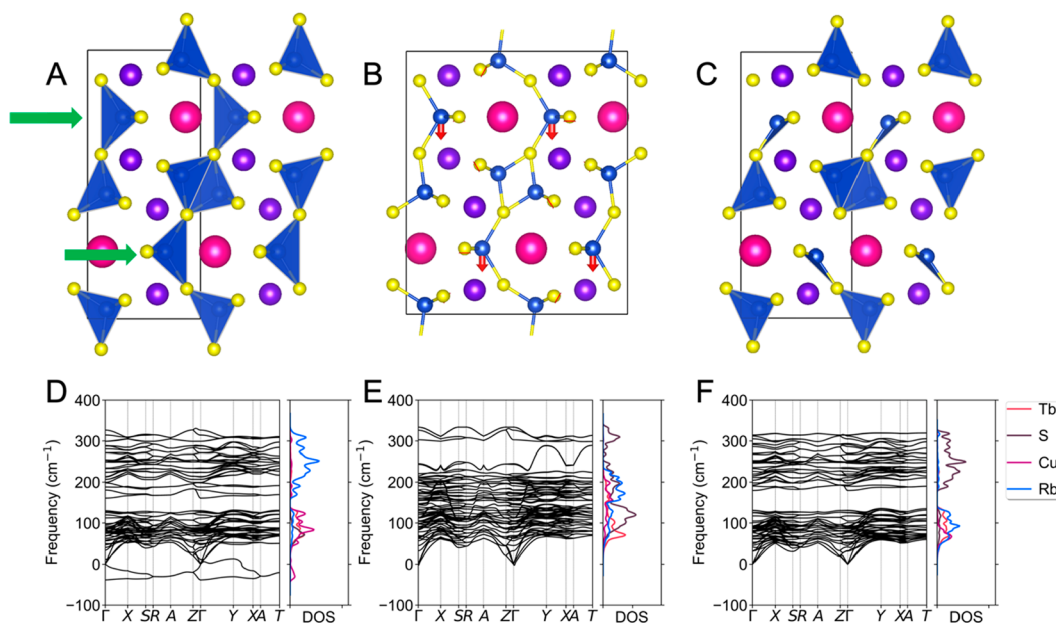 A
B
C
D
E
F
Frequency (cm⁻¹)
400
300
200
100
0
−100
Γ X SR A ZΓ Y XA T
DOS
Frequency (cm⁻¹)
400
300
200
100
0
−100
Γ X SR A ZΓ Y XA T
DOS
Frequency (cm⁻¹)
400
300
200
100
0
−100
Γ X SR A ZΓ Y XA T
DOS
Tb
S
Cu
Rb